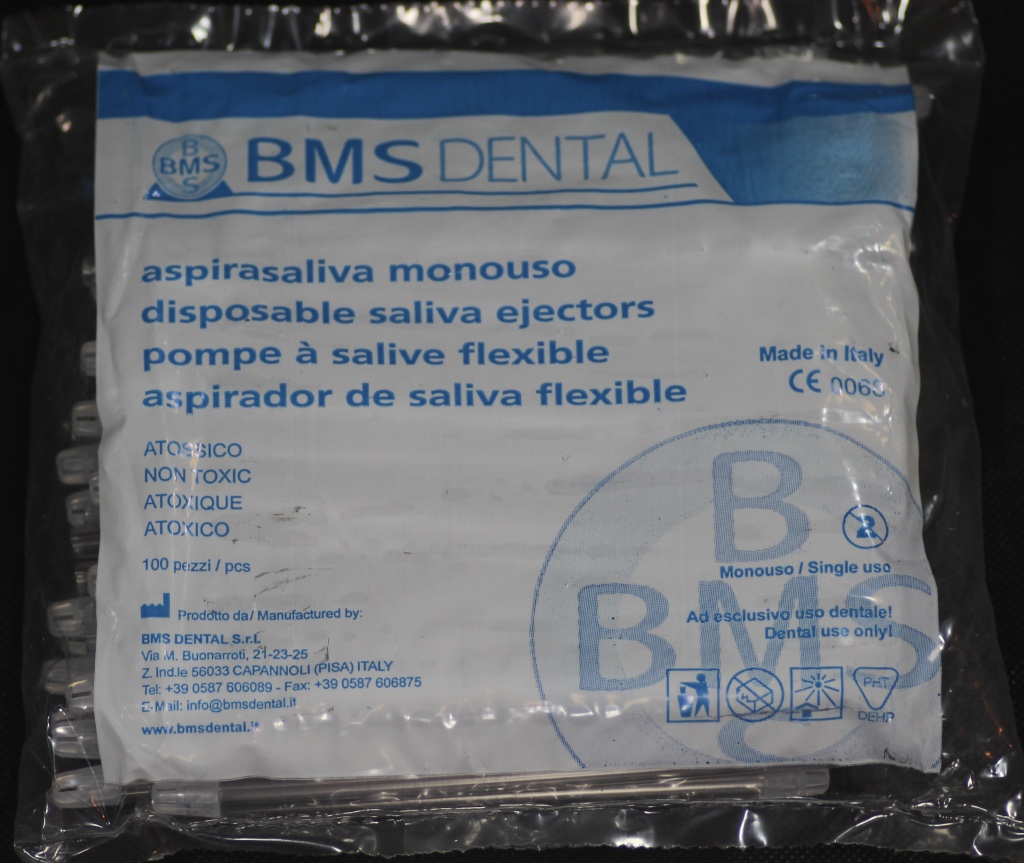 B
BMS
S
BMS DENTAL
aspirasaliva monouso
disposable saliva ejectors
pompe à salive flexible
aspirador de saliva flexible
Made in Italy
CE 0068
ATOSSICO
NON TOXIC
ATOXIQUE
ATOXICO
100 pezzi / pcs
Prodotto da / Manufactured by:
BMS DENTAL S.r.l.
Via M. Buonarroti, 21-23-25
Z. Ind.le 56033 CAPANNOLI (PISA) ITALY
Tel: +39 0587 606089 - Fax: +39 0587 606875
E-Mail: info@bmsdental.it
www.bmsdental.it
B
BMS
S
2
Monouso / Single use
Ad esclusivo uso dentale!
Dental use only!
PHT
DEHP